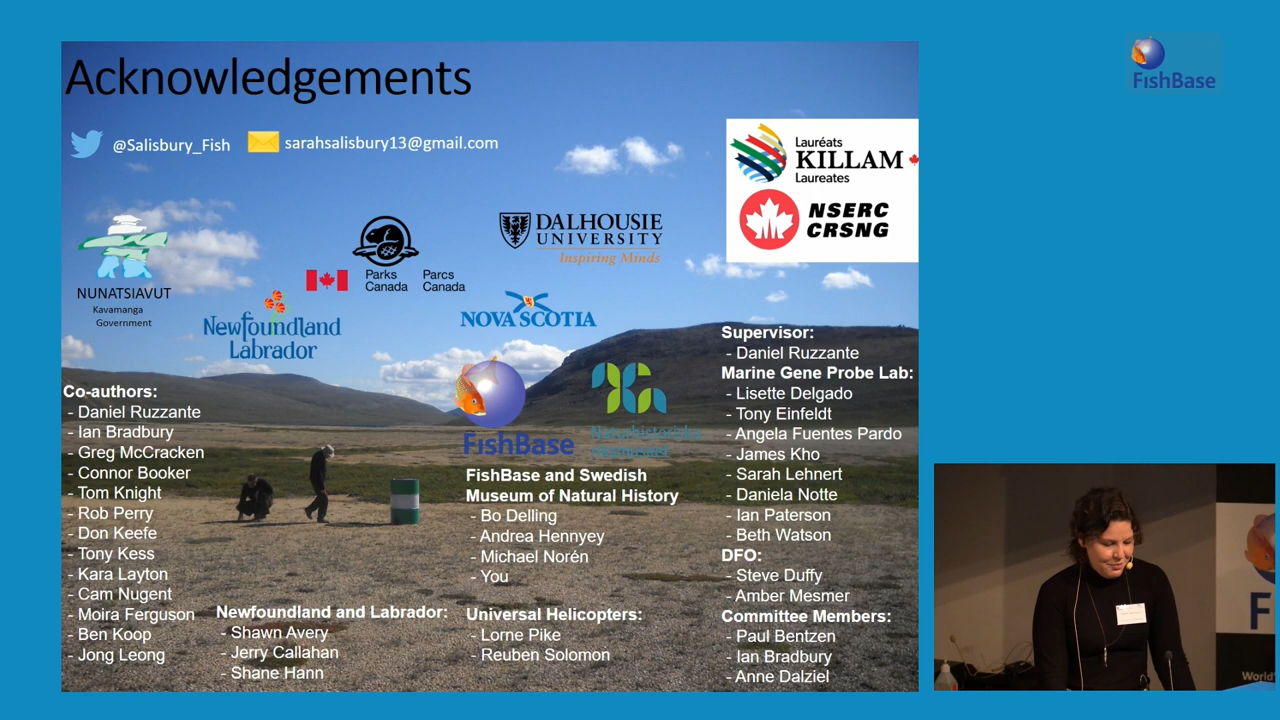 Acknowledgements
@Salisbury_Fish
sarahsalisbury13@gmail.com
Lauréats
KILLAM
Laureates
NSERC
CRSNG
NUNATSIAVUT
Kavamanga
Government
Newfoundland
Labrador
Parks
Canada
Parcs
Canada
DALHOUSIE
UNIVERSITY
Inspiring Minds
NOVA SCOTIA
FishBase
Naturhistoriska
riksmuseet
Co-authors:
- Daniel Ruzzante
- Ian Bradbury
- Greg McCracken
- Connor Booker
- Tom Knight
- Rob Perry
- Don Keefe
- Tony Kess
- Kara Layton
- Cam Nugent
- Moira Ferguson
- Ben Koop
- Jong Leong
Newfoundland and Labrador:
- Shawn Avery
- Jerry Callahan
- Shane Hann
FishBase and Swedish
Museum of Natural History
- Bo Delling
- Andrea Hennyey
- Michael Norén
- You
Universal Helicopters:
- Lorne Pike
- Reuben Solomon
Supervisor:
- Daniel Ruzzante
Marine Gene Probe Lab:
- Lisette Delgado
- Tony Einfeldt
- Angela Fuentes Pardo
- James Kho
- Sarah Lehnert
- Daniela Notte
- Ian Paterson
- Beth Watson
DFO:
- Steve Duffy
- Amber Mesmer
Committee Members:
- Paul Bentzen
- Ian Bradbury
- Anne Dalziel
FishBase
F
World